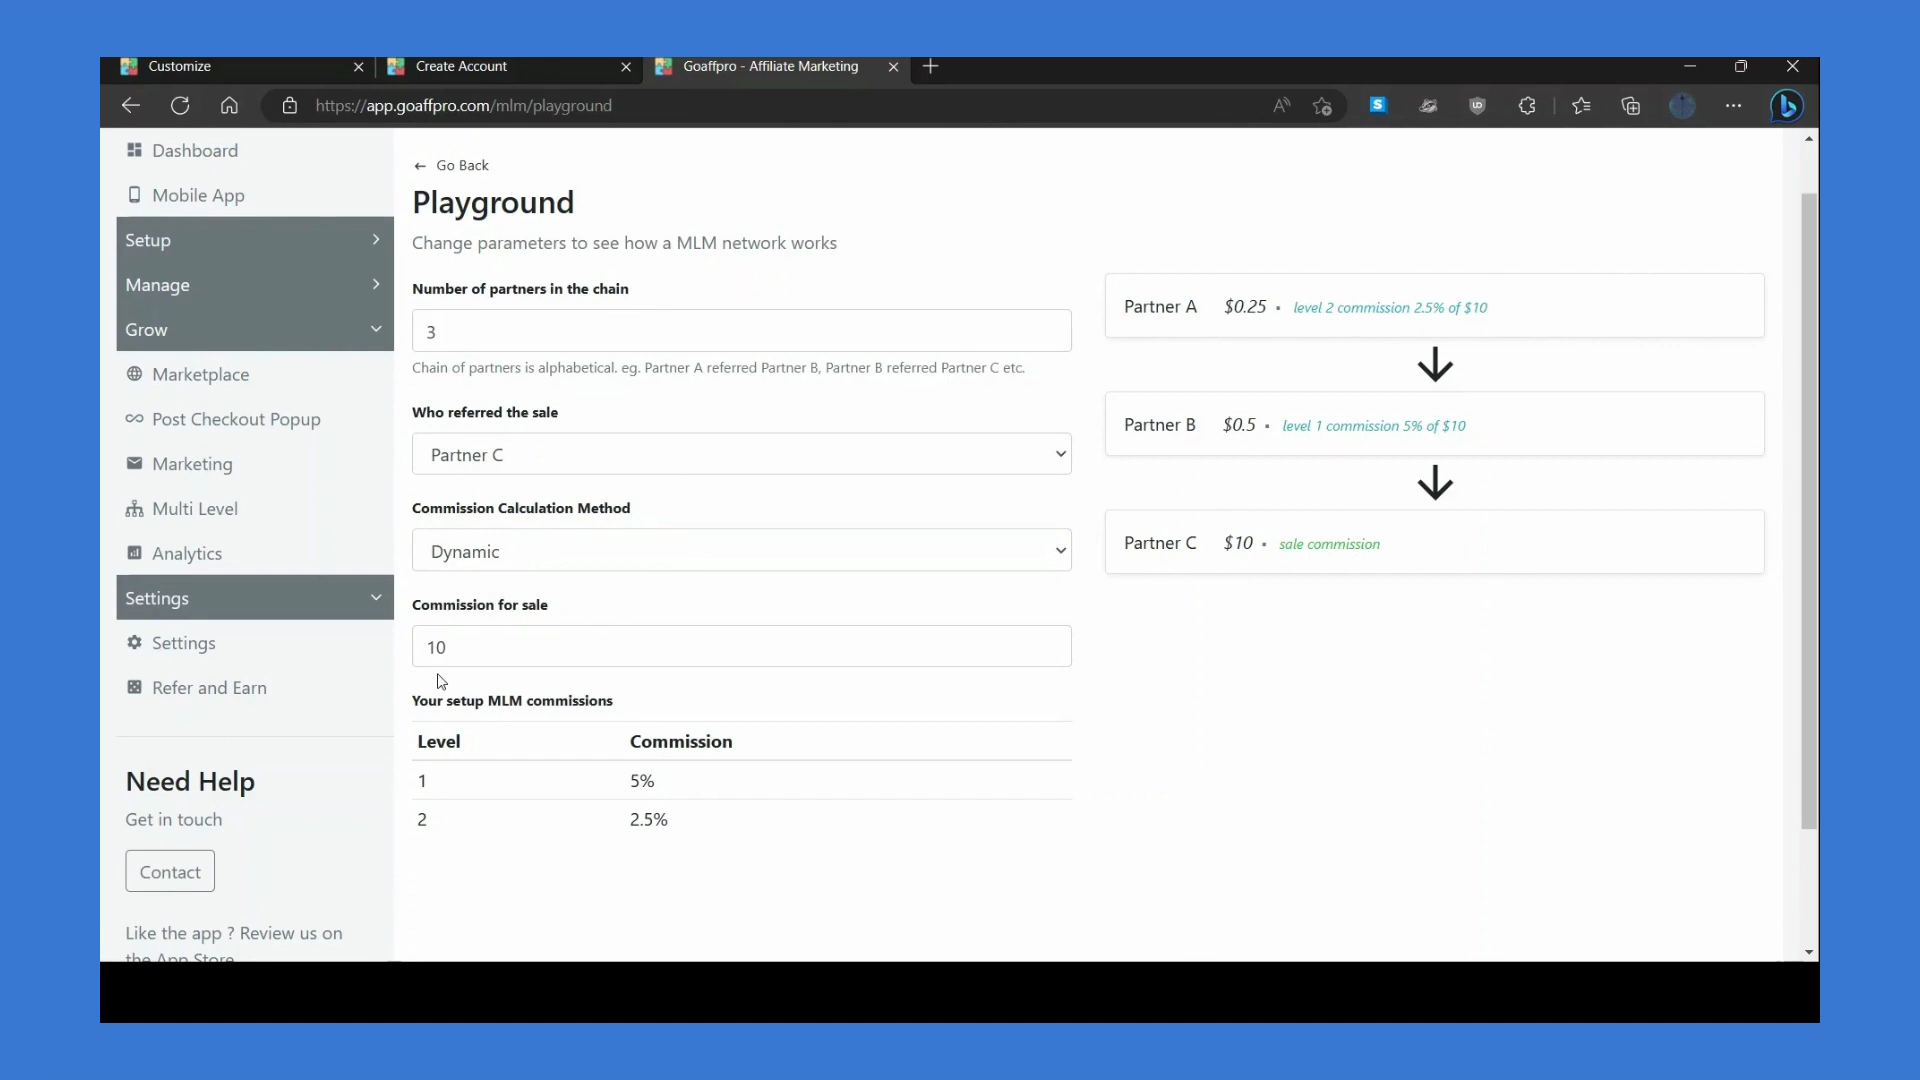 Customize
Create Account
Goaffpro - Affiliate Marketing
https://app.goaffpro.com/mlm/playground
Dashboard
Mobile App
Setup
Manage
Grow
Marketplace
Post Checkout Popup
Marketing
Multi Level
Analytics
Settings
Settings
Refer and Earn
Need Help
Get in touch
Contact
Like the app ? Review us on
the App Store
Go Back
Playground
Change parameters to see how a MLM network works
Number of partners in the chain
3
Chain of partners is alphabetical. eg. Partner A referred Partner B, Partner B referred Partner C etc.
Who referred the sale
Partner C
Commission Calculation Method
Dynamic
Commission for sale
10
Your setup MLM commissions
Level Commission
1 5%
2 2.5%
Partner A $0.25 • level 2 commission 2.5% of $10
Partner B $0.5 • level 1 commission 5% of $10
Partner C $10 • sale commission